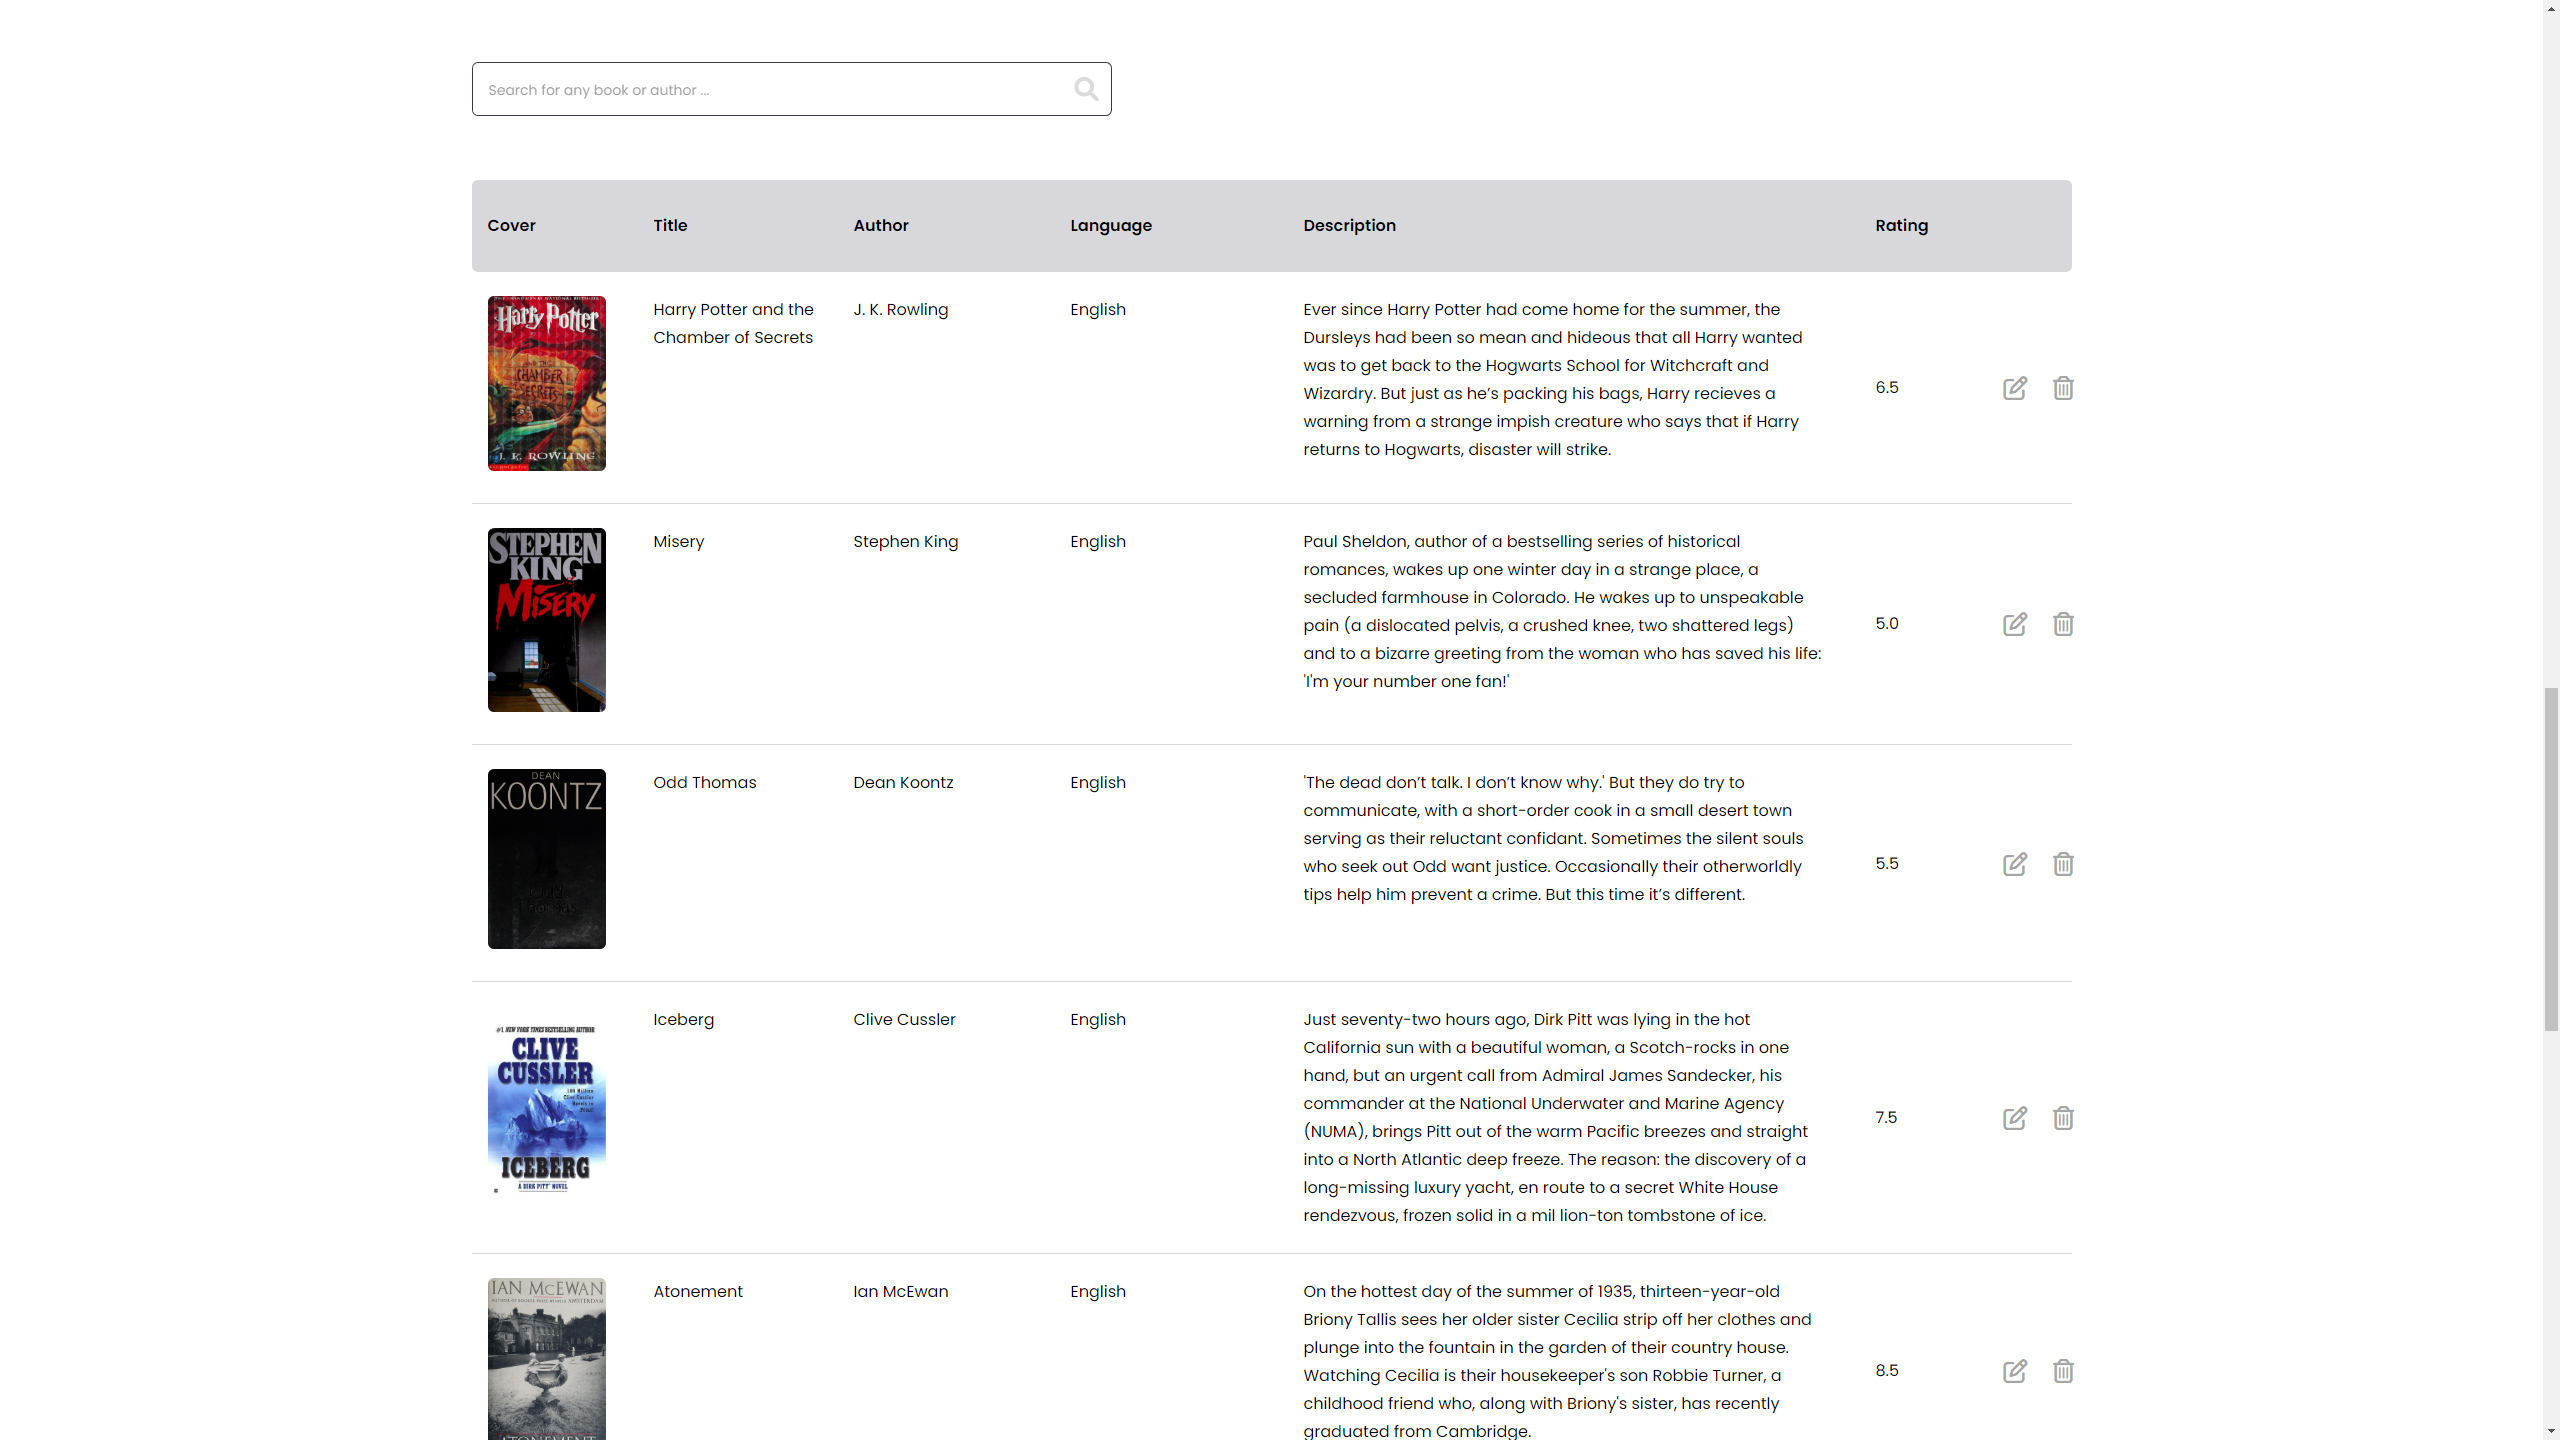 Search for any book or author ...
Cover Title Author Language Description Rating
Harry Potter
AND THE
CHAMBER
OF SECRETS
J. K. ROWLING
Harry Potter and the
Chamber of Secrets
J. K. Rowling
English
Ever since Harry Potter had come home for the summer, the
Dursleys had been so mean and hideous that all Harry wanted
was to get back to the Hogwarts School for Witchcraft and
Wizardry. But just as he’s packing his bags, Harry recieves a
warning from a strange impish creature who says that if Harry
returns to Hogwarts, disaster will strike.
6.5
STEPHEN
KING
MISERY
Misery
Stephen King
English
Paul Sheldon, author of a bestselling series of historical
romances, wakes up one winter day in a strange place, a
secluded farmhouse in Colorado. He wakes up to unspeakable
pain (a dislocated pelvis, a crushed knee, two shattered legs)
and to a bizarre greeting from the woman who has saved his life:
'I'm your number one fan!'
5.0
DEAN
KOONTZ
Odd Thomas
Dean Koontz
English
'The dead don’t talk. I don’t know why.' But they do try to
communicate, with a short-order cook in a small desert town
serving as their reluctant confidant. Sometimes the silent souls
who seek out Odd want justice. Occasionally their otherworldly
tips help him prevent a crime. But this time it’s different.
5.5
#1 NEW YORK TIMES BESTSELLING AUTHOR
CLIVE
CUSSLER
ICEBERG
A DIRK PITT NOVEL
Iceberg
Clive Cussler
English
Just seventy-two hours ago, Dirk Pitt was lying in the hot
California sun with a beautiful woman, a Scotch-rocks in one
hand, but an urgent call from Admiral James Sandecker, his
commander at the National Underwater and Marine Agency
(NUMA), brings Pitt out of the warm Pacific breezes and straight
into a North Atlantic deep freeze. The reason: the discovery of a
long-missing luxury yacht, en route to a secret White House
rendezvous, frozen solid in a mil lion-ton tombstone of ice.
7.5
IAN McEWAN
Atonement
Ian McEwan
English
On the hottest day of the summer of 1935, thirteen-year-old
Briony Tallis sees her older sister Cecilia strip off her clothes and
plunge into the fountain in the garden of their country house.
Watching Cecilia is their housekeeper's son Robbie Turner, a
childhood friend who, along with Briony's sister, has recently
graduated from Cambridge.
8.5